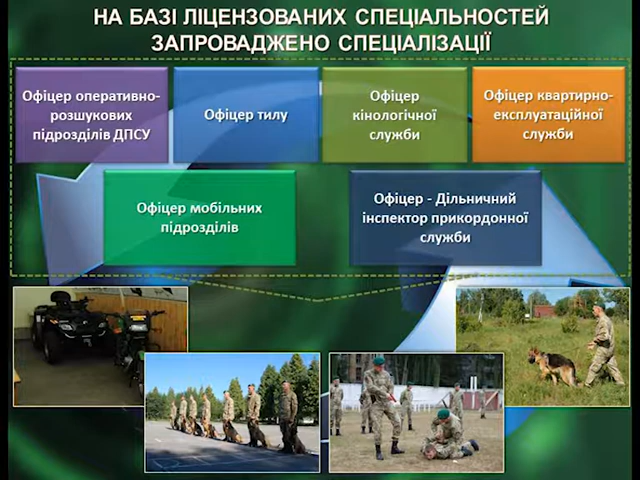 НА БАЗІ ЛІЦЕНЗОВАНИХ СПЕЦІАЛЬНОСТЕЙ
ЗАПРОВАДЖЕНО СПЕЦІАЛІЗАЦІЇ
Офіцер оперативно-
розшукових
підрозділів ДПСУ
Офіцер тилу
Офіцер
кінологічної
служби
Офіцер квартирно-
експлуатаційної
служби
Офіцер мобільних
підрозділів
Офіцер - Дільничний
інспектор прикордонної
служби